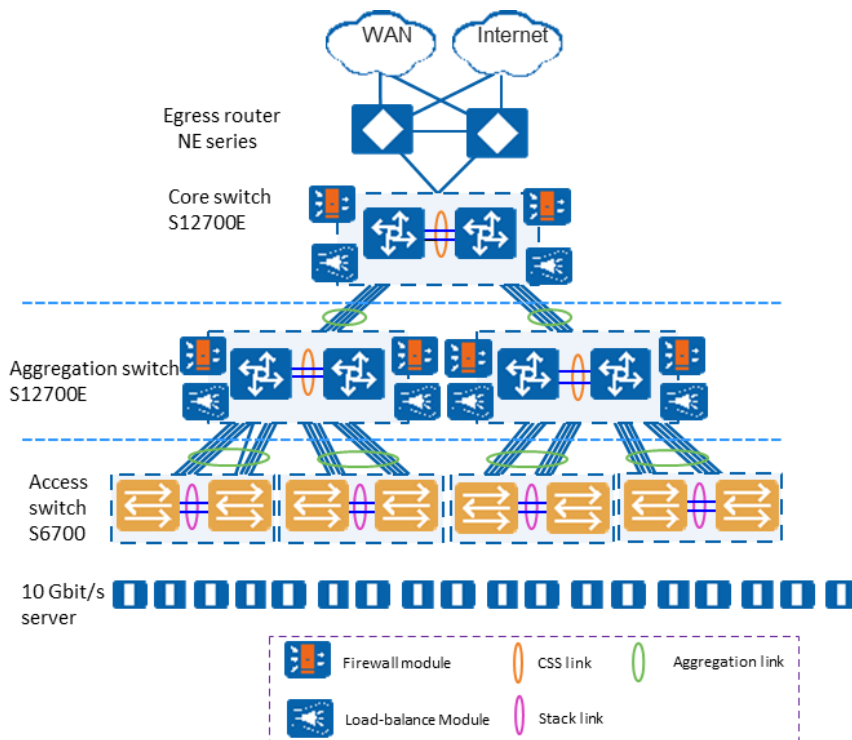 WAN
Internet
Egress router
NE series
Core switch
S12700E
Aggregation switch
S12700E
Access
switch
S6700
10 Gbit/s
server
Firewall module
CSS link
Aggregation link
Load-balance Module
Stack link